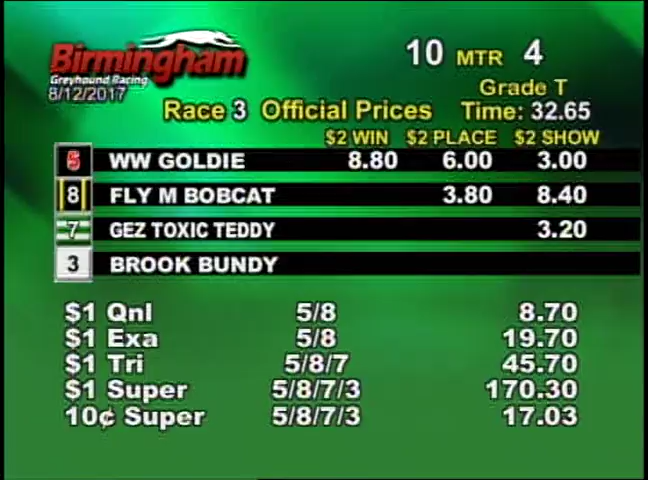 Birmingham
Greyhound Racing
8/12/2017
10 MTR 4
Grade T
Race 3 Official Prices Time: 32.65
$2 WIN $2 PLACE $2 SHOW
5 WW GOLDIE 8.80 6.00 3.00
8 FLY M BOBCAT 3.80 8.40
7 GEZ TOXIC TEDDY 3.20
3 BROOK BUNDY
$1 Qnl 5/8 8.70
$1 Exa 5/8 19.70
$1 Tri 5/8/7 45.70
$1 Super 5/8/7/3 170.30
10¢ Super 5/8/7/3 17.03